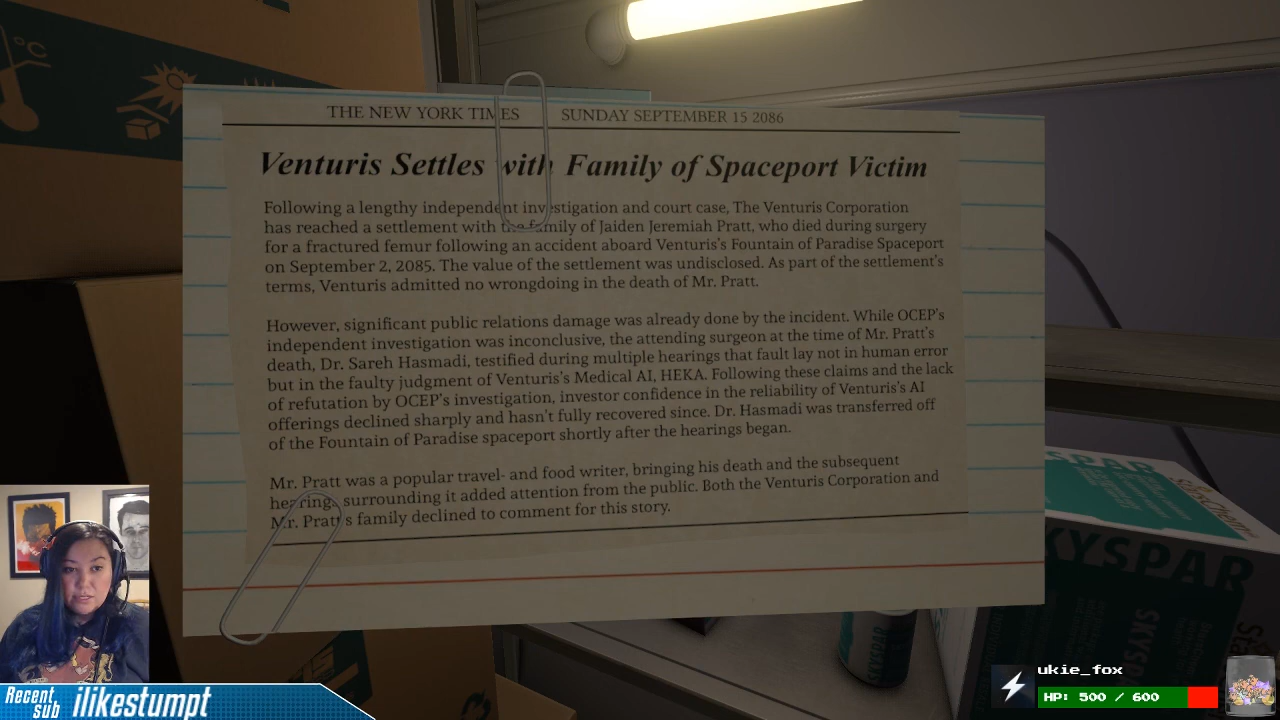 °C
THE NEW YORK TIMES SUNDAY SEPTEMBER 15 2086
Venturis Settles with Family of Spaceport Victim
Following a lengthy independent investigation and court case, The Venturis Corporation
has reached a settlement with the family of Jaiden Jeremiah Pratt, who died during surgery
for a fractured femur following an accident aboard Venturis's Fountain of Paradise Spaceport
on September 2, 2085. The value of the settlement was undisclosed. As part of the settlement's
terms, Venturis admitted no wrongdoing in the death of Mr. Pratt.
However, significant public relations damage was already done by the incident. While OCEP's
independent investigation was inconclusive, the attending surgeon at the time of Mr. Pratt's
death, Dr. Sareh Hasmadi, testified during multiple hearings that fault lay not in human error
but in the faulty judgment of Venturis's Medical AI, HEKA. Following these claims and the lack
of refutation by OCEP's investigation, investor confidence in the reliability of Venturis's AI
offerings declined sharply and hasn't fully recovered since. Dr. Hasmadi was transferred off
of the Fountain of Paradise spaceport shortly after the hearings began.
Mr. Pratt was a popular travel- and food writer, bringing his death and the subsequent
hearings surrounding it added attention from the public. Both the Venturis Corporation and
Mr. Pratt's family declined to comment for this story.
SPAR
KYSPAR
SKYSPAR
SKYS
ukie_fox
HP: 500 / 600
Recent
sub
ilikestumpt